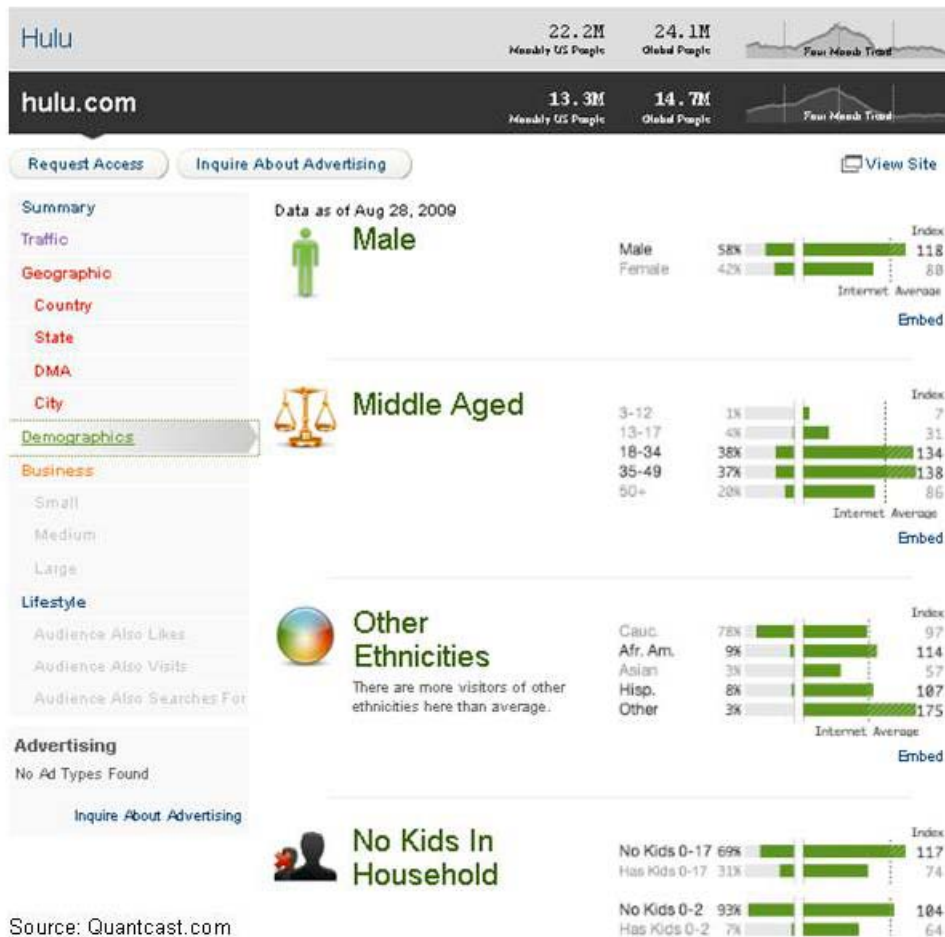 Hulu
22.2M 24.1M
Monthly US People Global People Four Month Trend
hulu.com
13.3M 14.7M
Monthly US People Global People Four Month Trend
Request Access Inquire About Advertising View Site
Summary
Traffic
Geographic
Country
State
DMA
City
Demographics
Business
Small
Medium
Large
Lifestyle
Audience Also Likes
Audience Also Visits
Audience Also Searches For
Advertising
No Ad Types Found
Inquire About Advertising
Data as of Aug 28, 2009
Male
Index
Male 58% 118
Female 42% 80
Internet Average
Embed
Middle Aged
Index
3-12 1% 7
13-17 4% 31
18-34 38% 134
35-49 37% 138
50+ 20% 86
Internet Average
Embed
Other
Ethnicities
There are more visitors of other
ethnicities here than average.
Index
Cauc. 78% 97
Afr. Am. 9% 114
Asian 3% 57
Hisp. 8% 107
Other 3% 175
Internet Average
Embed
No Kids In
Household
Index
No Kids 0-17 69% 117
Has Kids 0-17 31% 74
No Kids 0-2 93% 104
Has Kids 0-2 7% 64
Source: Quantcast.com